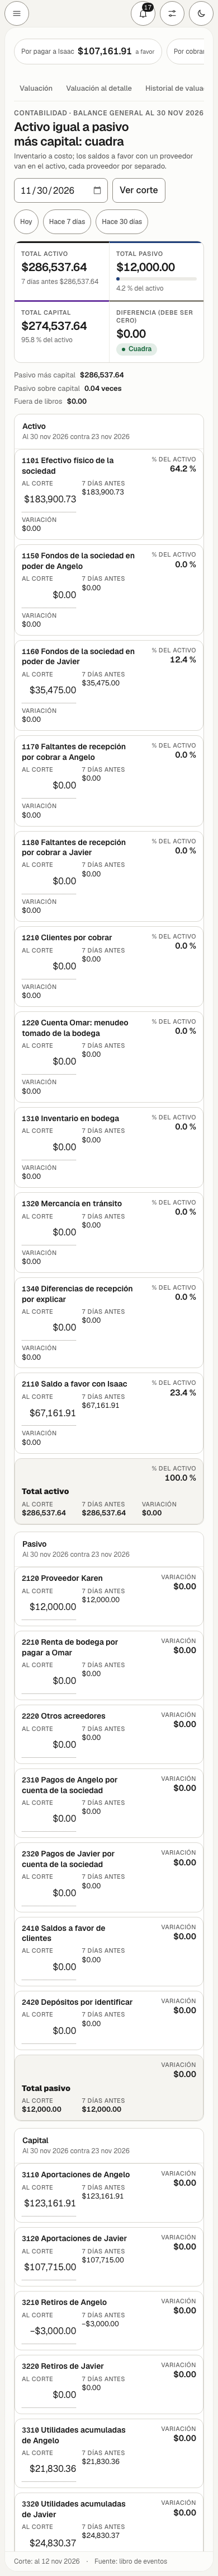 17
Por pagar a Isaac $107,161.91 a favor
Por cobrar
Valuación Valuación al detalle Historial de valua
CONTABILIDAD · BALANCE GENERAL AL 30 NOV 2026
Activo igual a pasivo
más capital: cuadra
Inventario a costo; los saldos a favor con un proveedor
van en el activo, cada proveedor por separado.
11/30/2026
Ver corte
Hoy
Hace 7 días
Hace 30 días
TOTAL ACTIVO
$286,537.64
7 días antes $286,537.64
TOTAL PASIVO
$12,000.00
4.2 % del activo
TOTAL CAPITAL
$274,537.64
95.8 % del activo
DIFERENCIA (DEBE SER
CERO)
$0.00
Cuadra
Pasivo más capital $286,537.64
Pasivo sobre capital 0.04 veces
Fuera de libros $0.00
Activo
Al 30 nov 2026 contra 23 nov 2026
1101 Efectivo físico de la
sociedad
% DEL ACTIVO
64.2 %
AL CORTE
$183,900.73
7 DÍAS ANTES
$183,900.73
VARIACIÓN
$0.00
1150 Fondos de la sociedad en
poder de Angelo
% DEL ACTIVO
0.0 %
AL CORTE
$0.00
7 DÍAS ANTES
$0.00
VARIACIÓN
$0.00
1160 Fondos de la sociedad en
poder de Javier
% DEL ACTIVO
12.4 %
AL CORTE
$35,475.00
7 DÍAS ANTES
$35,475.00
VARIACIÓN
$0.00
1170 Faltantes de recepción
por cobrar a Angelo
% DEL ACTIVO
0.0 %
AL CORTE
$0.00
7 DÍAS ANTES
$0.00
VARIACIÓN
$0.00
1180 Faltantes de recepción
por cobrar a Javier
% DEL ACTIVO
0.0 %
AL CORTE
$0.00
7 DÍAS ANTES
$0.00
VARIACIÓN
$0.00
1210 Clientes por cobrar
% DEL ACTIVO
0.0 %
AL CORTE
$0.00
7 DÍAS ANTES
$0.00
VARIACIÓN
$0.00
1220 Cuenta Omar: menudeo
tomado de la bodega
% DEL ACTIVO
0.0 %
AL CORTE
$0.00
7 DÍAS ANTES
$0.00
VARIACIÓN
$0.00
1310 Inventario en bodega
% DEL ACTIVO
0.0 %
AL CORTE
$0.00
7 DÍAS ANTES
$0.00
VARIACIÓN
$0.00
1320 Mercancía en tránsito
% DEL ACTIVO
0.0 %
AL CORTE
$0.00
7 DÍAS ANTES
$0.00
VARIACIÓN
$0.00
1340 Diferencias de recepción
por explicar
% DEL ACTIVO
0.0 %
AL CORTE
$0.00
7 DÍAS ANTES
$0.00
VARIACIÓN
$0.00
2110 Saldo a favor con Isaac
% DEL ACTIVO
23.4 %
AL CORTE
$67,161.91
7 DÍAS ANTES
$67,161.91
VARIACIÓN
$0.00
% DEL ACTIVO
100.0 %
Total activo
AL CORTE
$286,537.64
7 DÍAS ANTES
$286,537.64
VARIACIÓN
$0.00
Pasivo
Al 30 nov 2026 contra 23 nov 2026
2120 Proveedor Karen
VARIACIÓN
$0.00
AL CORTE
$12,000.00
7 DÍAS ANTES
$12,000.00
2210 Renta de bodega por
pagar a Omar
VARIACIÓN
$0.00
AL CORTE
$0.00
7 DÍAS ANTES
$0.00
2220 Otros acreedores
VARIACIÓN
$0.00
AL CORTE
$0.00
7 DÍAS ANTES
$0.00
2310 Pagos de Angelo por
cuenta de la sociedad
VARIACIÓN
$0.00
AL CORTE
$0.00
7 DÍAS ANTES
$0.00
2320 Pagos de Javier por
cuenta de la sociedad
VARIACIÓN
$0.00
AL CORTE
$0.00
7 DÍAS ANTES
$0.00
2410 Saldos a favor de
clientes
VARIACIÓN
$0.00
AL CORTE
$0.00
7 DÍAS ANTES
$0.00
2420 Depósitos por identificar
VARIACIÓN
$0.00
AL CORTE
$0.00
7 DÍAS ANTES
$0.00
VARIACIÓN
$0.00
Total pasivo
AL CORTE
$12,000.00
7 DÍAS ANTES
$12,000.00
Capital
Al 30 nov 2026 contra 23 nov 2026
3110 Aportaciones de Angelo
VARIACIÓN
$0.00
AL CORTE
$123,161.91
7 DÍAS ANTES
$123,161.91
3120 Aportaciones de Javier
VARIACIÓN
$0.00
AL CORTE
$107,715.00
7 DÍAS ANTES
$107,715.00
3210 Retiros de Angelo
VARIACIÓN
$0.00
AL CORTE
−$3,000.00
7 DÍAS ANTES
−$3,000.00
3220 Retiros de Javier
VARIACIÓN
$0.00
AL CORTE
$0.00
7 DÍAS ANTES
$0.00
3310 Utilidades acumuladas
de Angelo
VARIACIÓN
$0.00
AL CORTE
$21,830.36
7 DÍAS ANTES
$21,830.36
3320 Utilidades acumuladas
de Javier
VARIACIÓN
$0.00
AL CORTE
$24,830.37
7 DÍAS ANTES
$24,830.37
Corte: al 12 nov 2026 · Fuente: libro de eventos